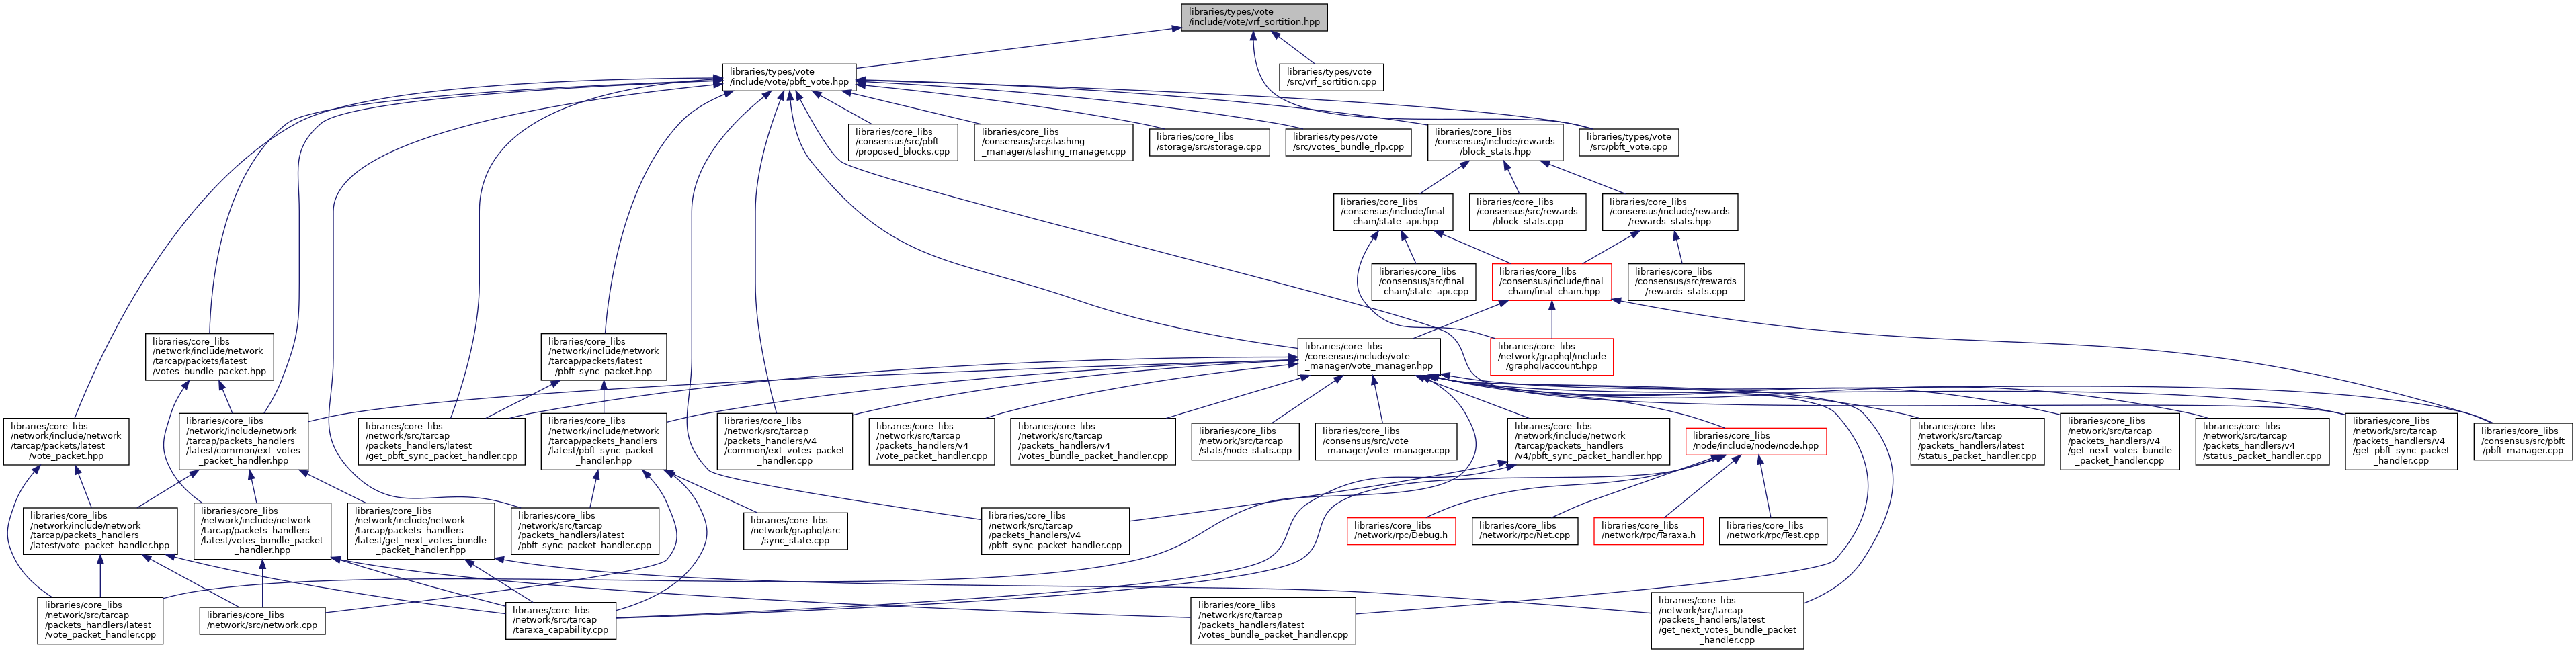 libraries/types/vote
/include/vote/vrf_sortition.hpp
libraries/types/vote
/include/vote/pbft_vote.hpp
libraries/types/vote
/src/vrf_sortition.cpp
libraries/core_libs
/consensus/src/pbft
/proposed_blocks.cpp
libraries/core_libs
/consensus/src/slashing
_manager/slashing_manager.cpp
libraries/core_libs
/storage/src/storage.cpp
libraries/types/vote
/src/votes_bundle_rlp.cpp
libraries/core_libs
/consensus/include/rewards
/block_stats.hpp
libraries/types/vote
/src/pbft_vote.cpp
libraries/core_libs
/consensus/include/final
_chain/state_api.hpp
libraries/core_libs
/consensus/src/rewards
/block_stats.cpp
libraries/core_libs
/consensus/include/rewards
/rewards_stats.hpp
libraries/core_libs
/consensus/src/final
_chain/state_api.cpp
libraries/core_libs
/consensus/include/final
_chain/final_chain.hpp
libraries/core_libs
/consensus/src/rewards
/rewards_stats.cpp
libraries/core_libs
/network/include/network
/tarcap/packets/latest
/votes_bundle_packet.hpp
libraries/core_libs
/network/include/network
/tarcap/packets/latest
/pbft_sync_packet.hpp
libraries/core_libs
/consensus/include/vote
_manager/vote_manager.hpp
libraries/core_libs
/network/graphql/include
/graphql/account.hpp
libraries/core_libs
/network/include/network
/tarcap/packets/latest
/vote_packet.hpp
libraries/core_libs
/network/include/network
/tarcap/packets_handlers
/latest/common/ext_votes
_packet_handler.hpp
libraries/core_libs
/network/src/tarcap
/packets_handlers/latest
/get_pbft_sync_packet_handler.cpp
libraries/core_libs
/network/include/network
/tarcap/packets_handlers
/latest/pbft_sync_packet
_handler.hpp
libraries/core_libs
/network/src/tarcap
/packets_handlers/v4
/common/ext_votes_packet
_handler.cpp
libraries/core_libs
/network/src/tarcap
/packets_handlers/v4
/vote_packet_handler.cpp
libraries/core_libs
/network/src/tarcap
/packets_handlers/v4
/votes_bundle_packet_handler.cpp
libraries/core_libs
/network/src/tarcap
/stats/node_stats.cpp
libraries/core_libs
/consensus/src/vote
_manager/vote_manager.cpp
libraries/core_libs
/network/include/network
/tarcap/packets_handlers
/v4/pbft_sync_packet_handler.hpp
libraries/core_libs
/node/include/node/node.hpp
libraries/core_libs
/network/src/tarcap
/packets_handlers/latest
/status_packet_handler.cpp
libraries/core_libs
/network/src/tarcap
/packets_handlers/v4
/get_next_votes_bundle
_packet_handler.cpp
libraries/core_libs
/network/src/tarcap
/packets_handlers/v4
/status_packet_handler.cpp
libraries/core_libs
/network/src/tarcap
/packets_handlers/v4
/get_pbft_sync_packet
_handler.cpp
libraries/core_libs
/consensus/src/pbft
/pbft_manager.cpp
libraries/core_libs
/network/include/network
/tarcap/packets_handlers
/latest/vote_packet_handler.hpp
libraries/core_libs
/network/include/network
/tarcap/packets_handlers
/latest/votes_bundle_packet
_handler.hpp
libraries/core_libs
/network/include/network
/tarcap/packets_handlers
/latest/get_next_votes_bundle
_packet_handler.hpp
libraries/core_libs
/network/src/tarcap
/packets_handlers/latest
/pbft_sync_packet_handler.cpp
libraries/core_libs
/network/graphql/src
/sync_state.cpp
libraries/core_libs
/network/src/tarcap
/packets_handlers/v4
/pbft_sync_packet_handler.cpp
libraries/core_libs
/network/rpc/Debug.h
libraries/core_libs
/network/rpc/Net.cpp
libraries/core_libs
/network/rpc/Taraxa.h
libraries/core_libs
/network/rpc/Test.cpp
libraries/core_libs
/network/src/tarcap
/packets_handlers/latest
/vote_packet_handler.cpp
libraries/core_libs
/network/src/network.cpp
libraries/core_libs
/network/src/tarcap
/taraxa_capability.cpp
libraries/core_libs
/network/src/tarcap
/packets_handlers/latest
/votes_bundle_packet_handler.cpp
libraries/core_libs
/network/src/tarcap
/packets_handlers/latest
/get_next_votes_bundle_packet
_handler.cpp